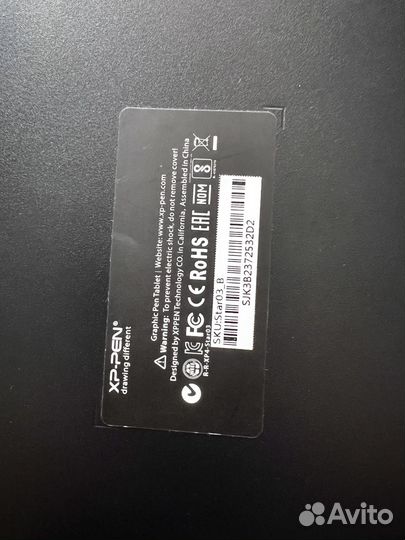 XP-PEN®
drawing different
Graphic Pen Tablet | Website: www.xp-pen.com
Warning: To prevent electric shock, do not remove cover!
Designed by XPPEN Technology CO. in California, Assembled in China
FC CE RoHS EAC NOM
R-R-XP4-Star03
SKU:Star03_B
SJK3B2372532D2
Avito